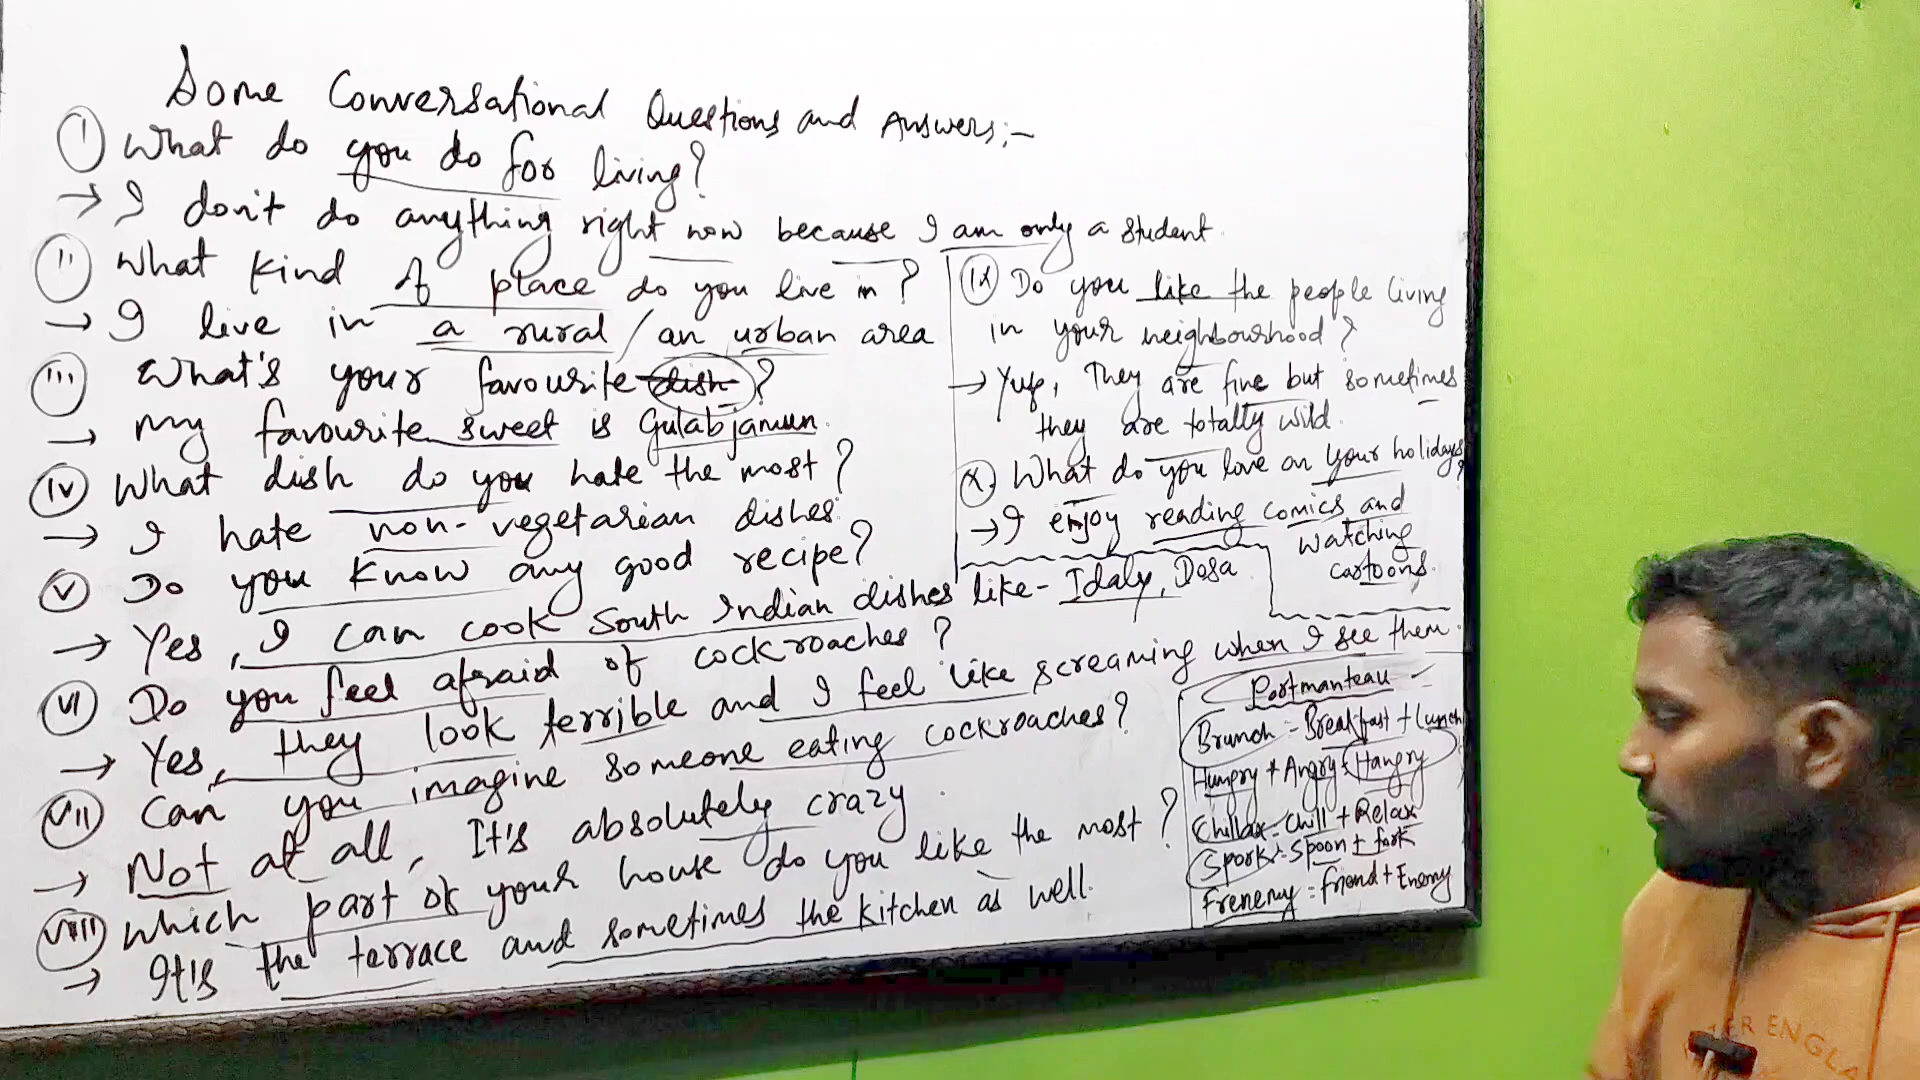 Some Conversational Questions and Answers:-
(i) What do you do for living?
→ I don't do anything right now because I am only a student.
(ii) What kind of place do you live in?
→ I live in a rural / an urban area
(iii) What's your favourite dish?
→ My favourite sweet is Gulabjamun.
(iv) What dish do you hate the most?
→ I hate non-vegetarian dishes.
(v) Do you know any good recipe?
→ Yes, I can cook South Indian dishes like- Idaly, Dosa
(vi) Do you feel afraid of cockroaches?
→ Yes, they look terrible and I feel like screaming when I see them.
(vii) Can you imagine someone eating cockroaches?
→ Not at all, It's absolutely crazy.
(viii) Which part of your house do you like the most?
→ It's the terrace and sometimes the kitchen as well.
(ix) Do you like the people living
in your neighbourhood?
→ Yup, They are fine but sometimes
they are totally wild.
(x). What do you love on your holidays?
→ I enjoy reading comics and
watching
cartoons.
Portmanteau
Brunch = Breakfast + Lunch
Hungry + Angry = Hangry
Chillax = Chill + Relax
Spork = Spoon + fork
Frenemy = Friend + Enemy
ER ENGLA